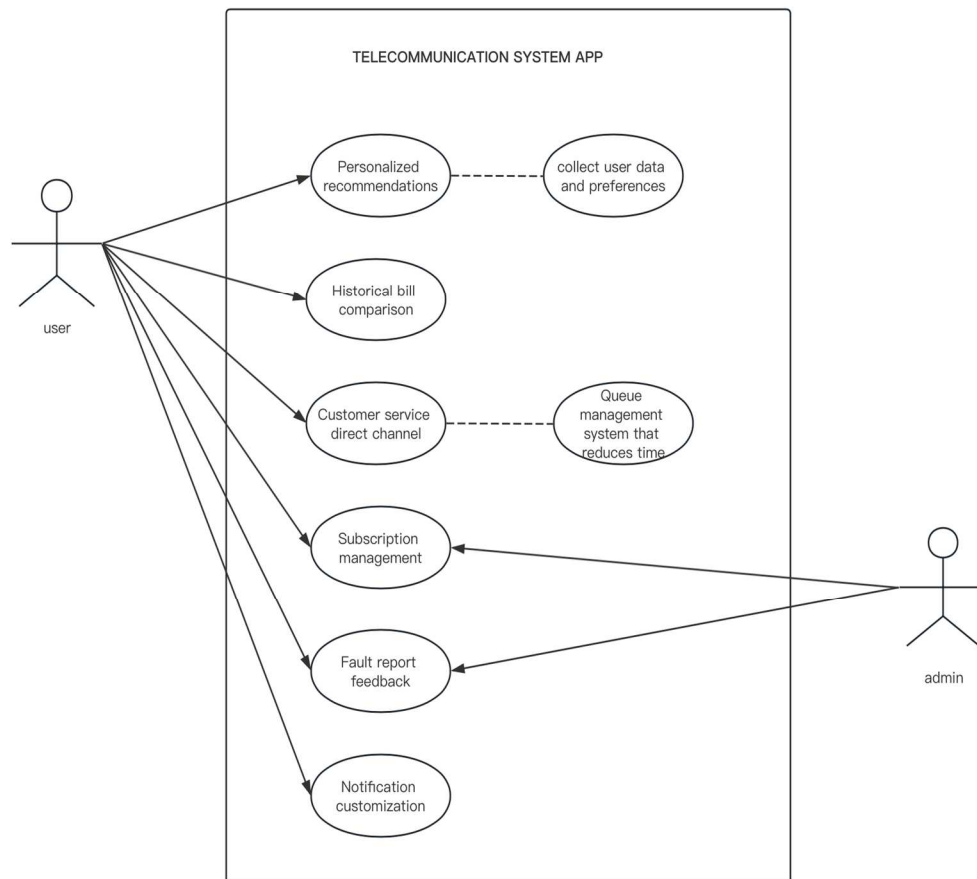 TELECOMMUNICATION SYSTEM APP
Personalized
recommendations
collect user data
and preferences
user
Historical bill
comparison
Customer service
direct channel
Queue
management
system that
reduces time
Subscription
management
Fault report
feedback
admin
Notification
customization